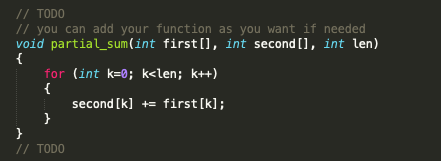 // TODO
// you can add your function as you want if needed
void partial_sum(int first[], int second[], int len)
{
    for (int k=0; k<len; k++)
    {
        second[k] += first[k];
    }
}
// TODO